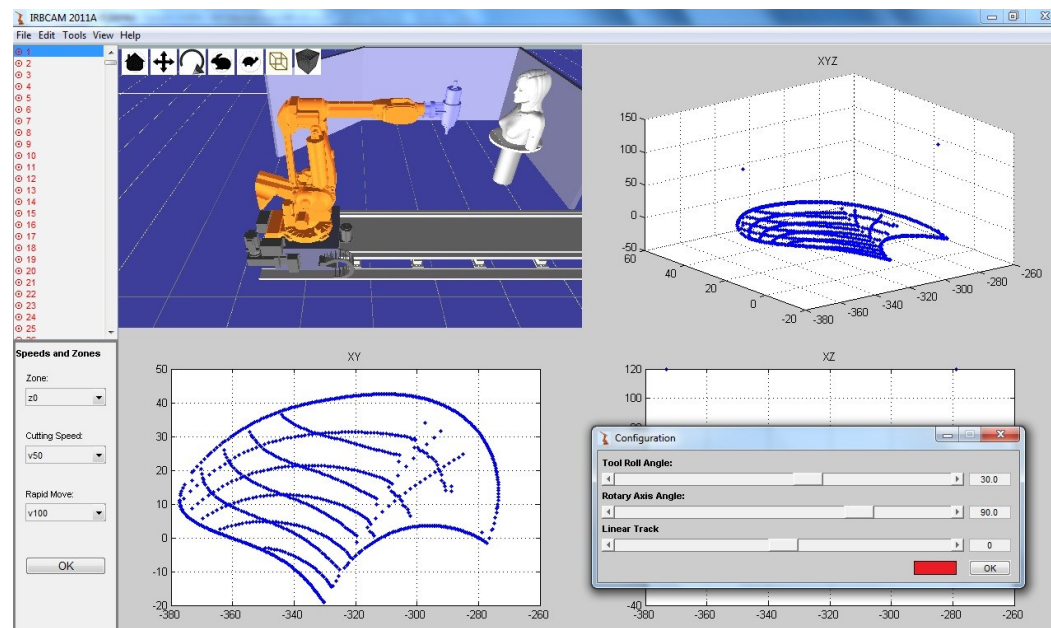 IRBCAM 2011A
File Edit Tools View Help
1
2
3
4
5
6
7
8
9
10
11
12
13
14
15
16
17
18
19
20
21
22
23
24
25
Speeds and Zones
Zone:
z0
Cutting Speed:
v50
Rapid Move:
v100
OK
XYZ
150
100
50
0
-50
60
40
20
0
-20
-380
-360
-340
-320
-300
-280
-260
XY
50
40
30
20
10
0
-10
-20
-380 -360 -340 -320 -300 -280 -260
XZ
120
100
-40
-380 -360 -340 -320 -300 -280 -260
Configuration
Tool Roll Angle:
30.0
Rotary Axis Angle:
90.0
Linear Track
0
OK